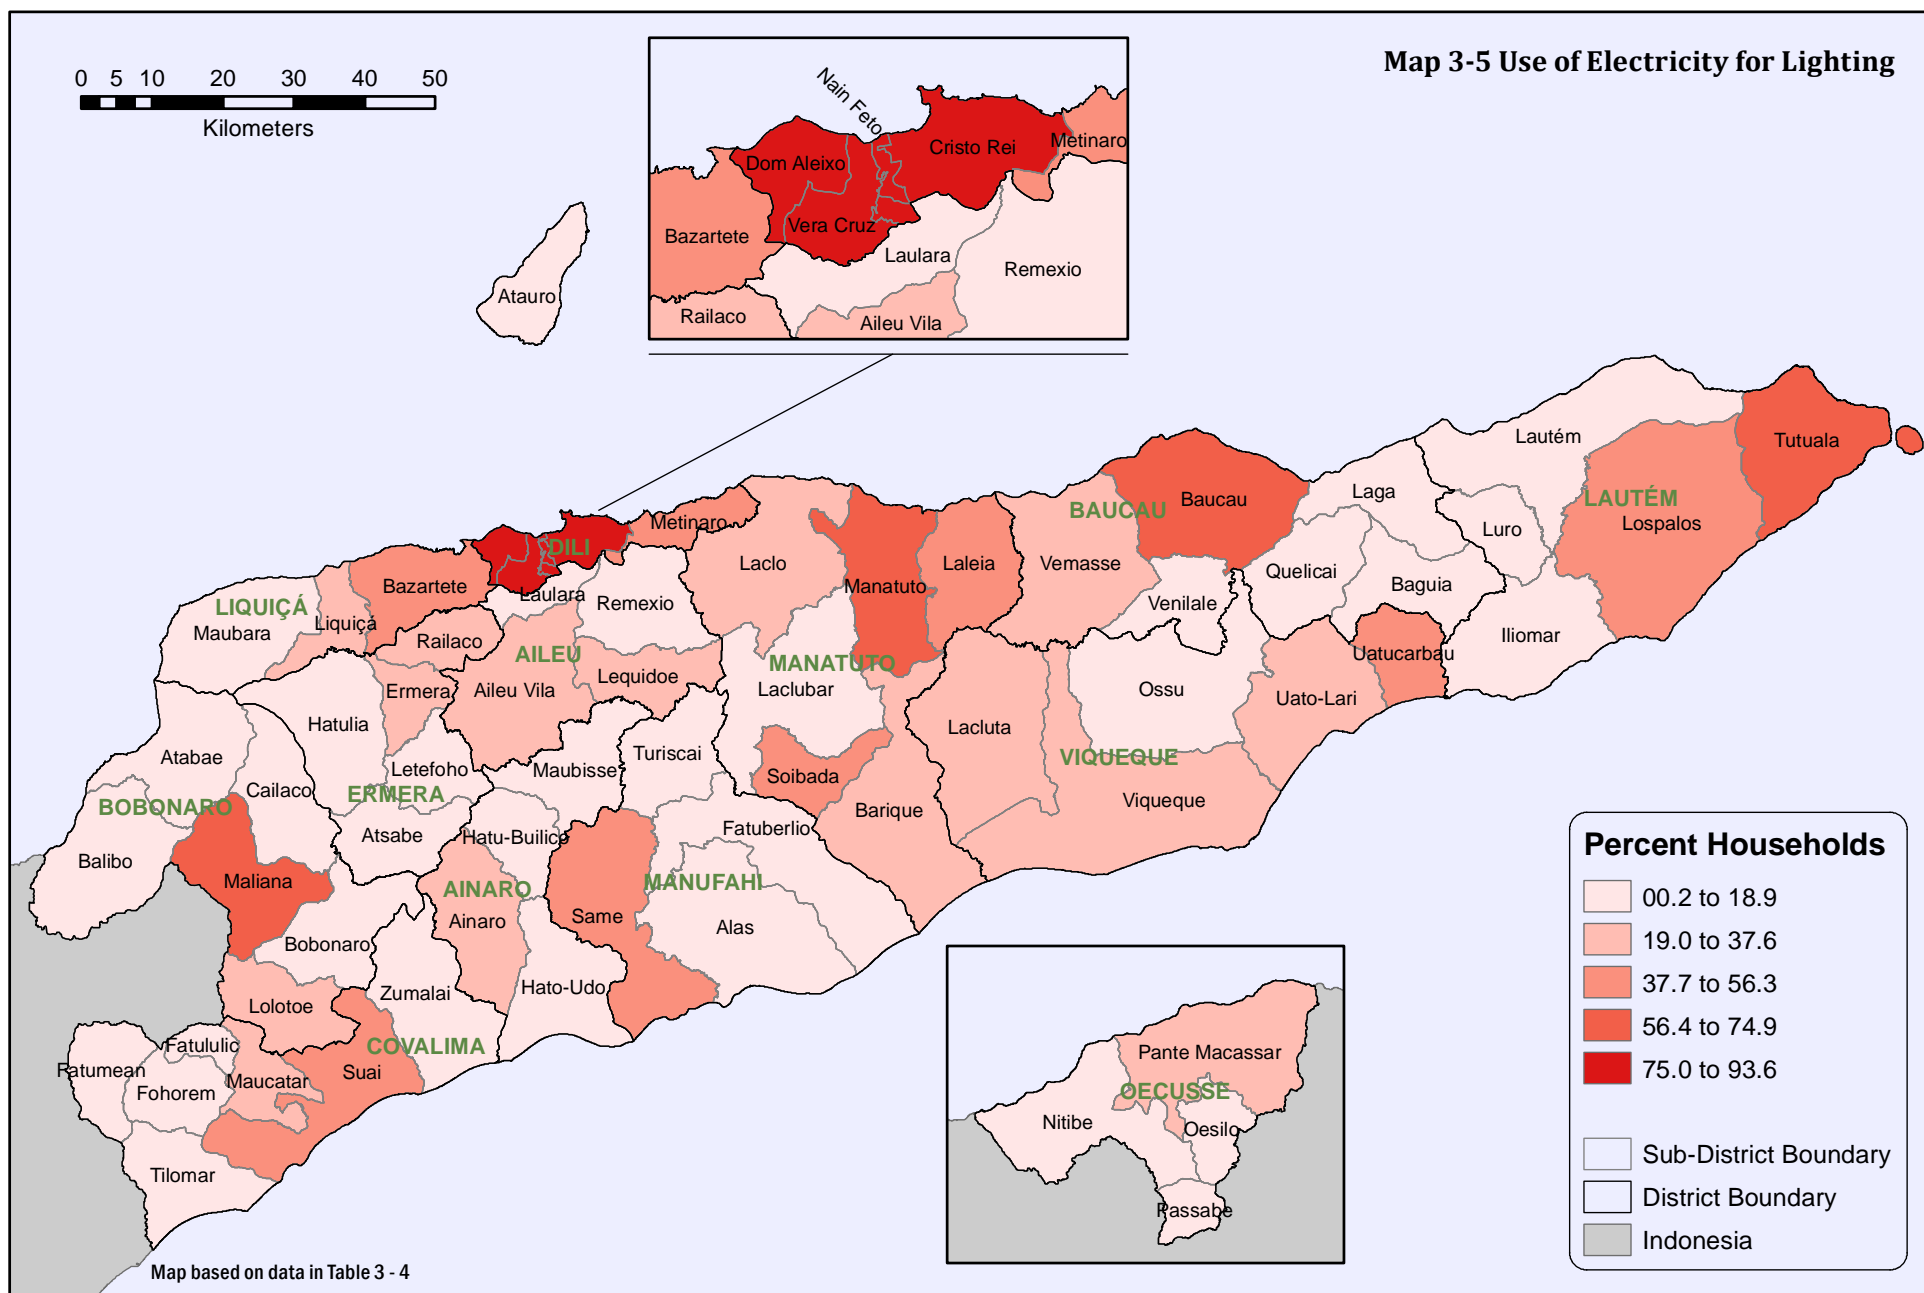 Map 3-5 Use of Electricity for Lighting
0 5 10 20 30 40 50
Kilometers
Nain Feto
Cristo Rei
Metinaro
Dom Aleixo
Vera Cruz
Bazartete
Laulara
Remexio
Railaco
Aileu Vila
Atauro
Lautém
Tutuala
Baucau
Laga
LAUTÉM
BAUCAU
Lospalos
Luro
Metinaro
DILI
Laclo
Manatuto
Laleia
Vemasse
Quelicai
Baguia
Bazartete
Laulara
Remexio
Venilale
LIQUIÇÁ
Maubara
Liquiçá
Railaco
AILEU
Iliomar
Uatucarbau
MANATUTO
Laclubar
Lequidoe
Ermera
Aileu Vila
Ossu
Uato-Lari
Hatulia
Lacluta
Atabae
Turiscai
VIQUEQUE
Letefoho
Maubisse
Soibada
Cailaco
ERMERA
BOBONARO
Viqueque
Barique
Atsabe
Hatu-Builico
Fatuberlio
Balibo
Maliana
AINARO
MANUFAHI
Ainaro
Same
Alas
Bobonaro
Zumalai
Hato-Udo
Lolotoe
Fatululic
COVALIMA
Fatumean
Maucatar
Suai
Fohorem
Tilomar
Pante Macassar
OECUSSE
Nitibe
Oesilo
Passabe
Percent Households
00.2 to 18.9
19.0 to 37.6
37.7 to 56.3
56.4 to 74.9
75.0 to 93.6
Sub-District Boundary
District Boundary
Indonesia
Map based on data in Table 3 - 4